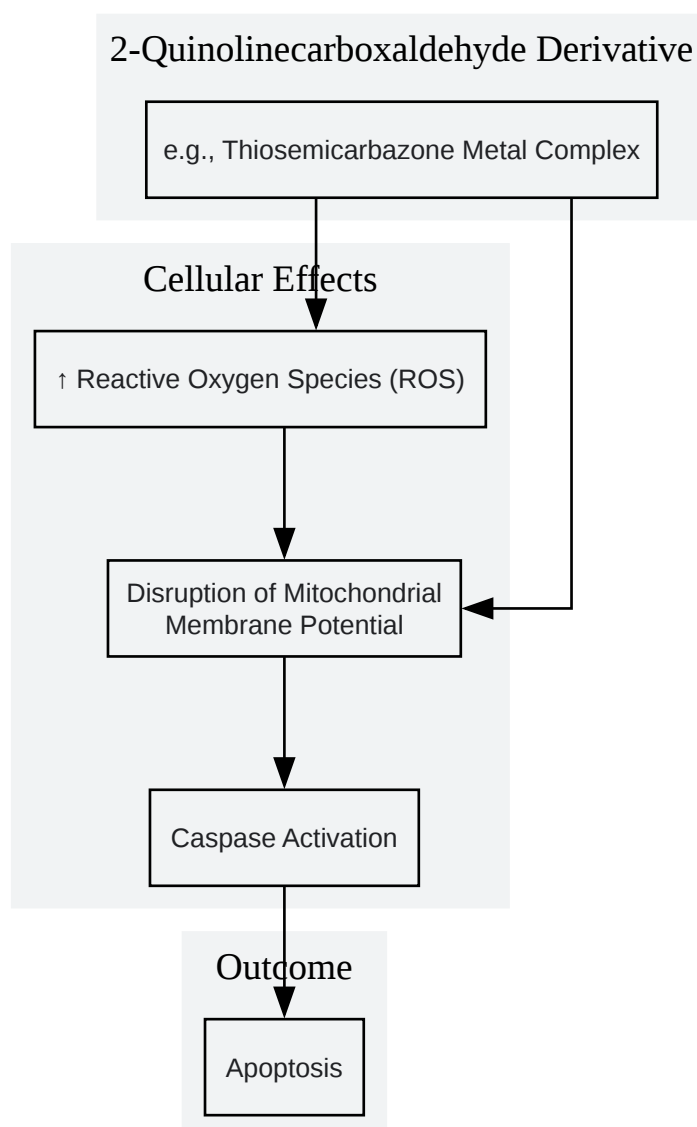 2-Quinolinecarboxaldehyde Derivative
e.g., Thiosemicarbazone Metal Complex
Cellular Effects
↑ Reactive Oxygen Species (ROS)
Disruption of Mitochondrial
Membrane Potential
Caspase Activation
Outcome
Apoptosis